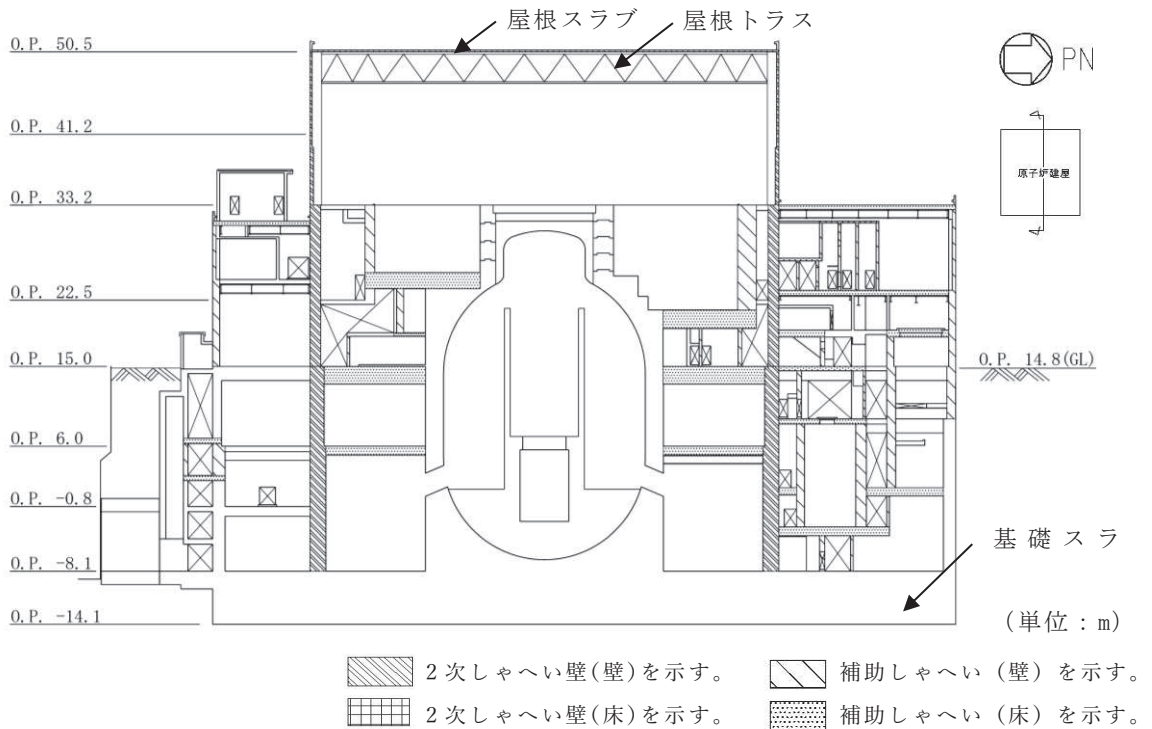 屋根スラブ
屋根トラス
O.P. 50.5
PN
O.P. 41.2
原子炉建屋
O.P. 33.2
O.P. 22.5
O.P. 15.0
O.P. 14.8(GL)
O.P. 6.0
O.P. -0.8
基礎スラ
O.P. -8.1
O.P. -14.1
(単位:m)
2次しゃへい壁(壁)を示す。
補助しゃへい(壁)を示す。
2次しゃへい壁(床)を示す。
補助しゃへい(床)を示す。